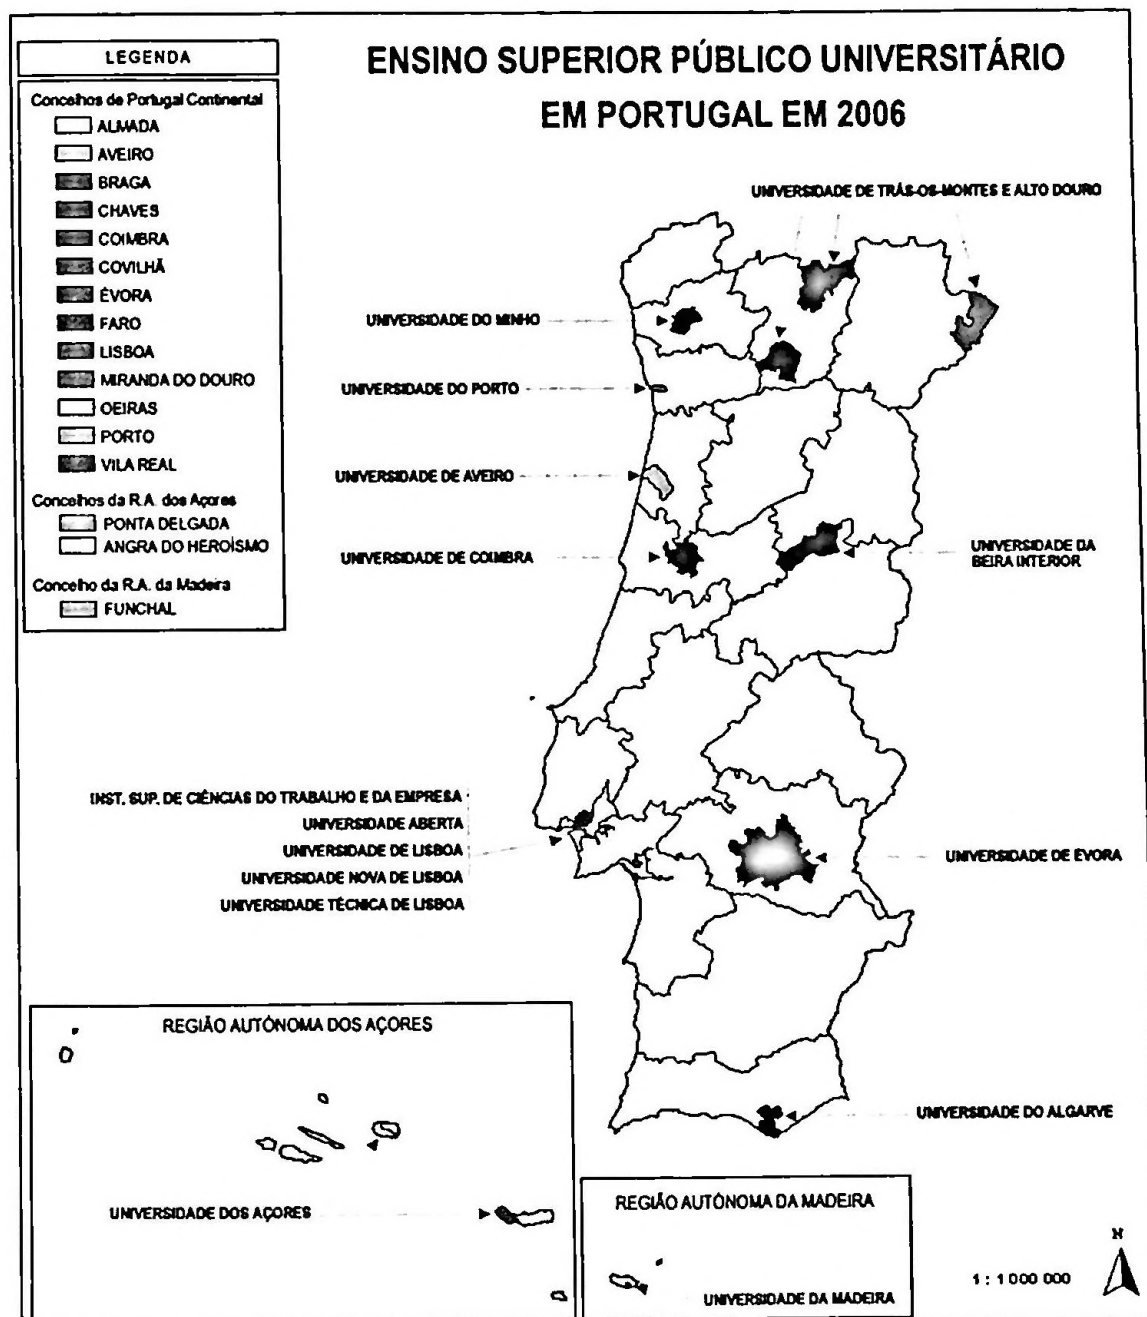 LEGENDA
Concelhos de Portugal Continental
ALMADA
AVEIRO
BRAGA
CHAVES
COIMBRA
COVILHÃ
ÉVORA
FARO
LISBOA
MIRANDA DO DOURO
OEIRAS
PORTO
VILA REAL
Concelhos da R.A. dos Açores
PONTA DELGADA
ANGRA DO HEROÍSMO
Concelho da R.A. da Madeira
FUNCHAL
ENSINO SUPERIOR PÚBLICO UNIVERSITÁRIO
EM PORTUGAL EM 2006
UNIVERSIDADE DE TRÁS-OS-MONTES E ALTO DOURO
UNIVERSIDADE DO MINHO
UNIVERSIDADE DO PORTO
UNIVERSIDADE DE AVEIRO
UNIVERSIDADE DE COIMBRA
UNIVERSIDADE DA
BEIRA INTERIOR
INST. SUP. DE CIÊNCIAS DO TRABALHO E DA EMPRESA
UNIVERSIDADE ABERTA
UNIVERSIDADE DE LISBOA
UNIVERSIDADE NOVA DE LISBOA
UNIVERSIDADE TÉCNICA DE LISBOA
UNIVERSIDADE DE ÉVORA
REGIÃO AUTÓNOMA DOS AÇORES
UNIVERSIDADE DOS AÇORES
UNIVERSIDADE DO ALGARVE
REGIÃO AUTÓNOMA DA MADEIRA
UNIVERSIDADE DA MADEIRA
1 : 1 000 000
N